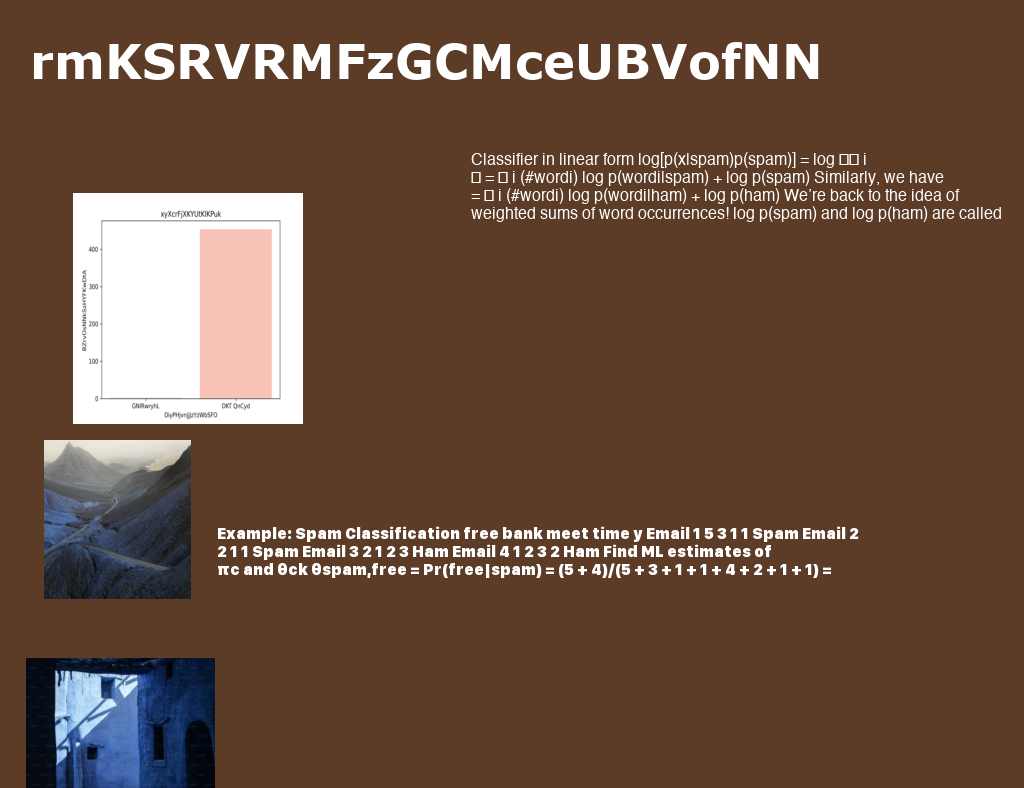 rmKSRVRMFzGCMceUBVofNN
Classifier in linear form log[p(x|spam)p(spam)] = log □□ i
□ = □ i (#wordi) log p(wordi|spam) + log p(spam) Similarly, we have
= □ i (#wordi) log p(wordi|ham) + log p(ham) We’re back to the idea of
weighted sums of word occurrences! log p(spam) and log p(ham) are called
xyXcrFjXKYUtKlKPuk
400
300
200
100
0
GNlRwryhL DKT QnCyd
Example: Spam Classification free bank meet time y Email 1 5 3 1 1 Spam Email 2
2 1 1 Spam Email 3 2 1 2 3 Ham Email 4 1 2 3 2 Ham Find ML estimates of
πc and θck θspam,free = Pr(free|spam) = (5 + 4)/(5 + 3 + 1 + 1 + 4 + 2 + 1 + 1) =